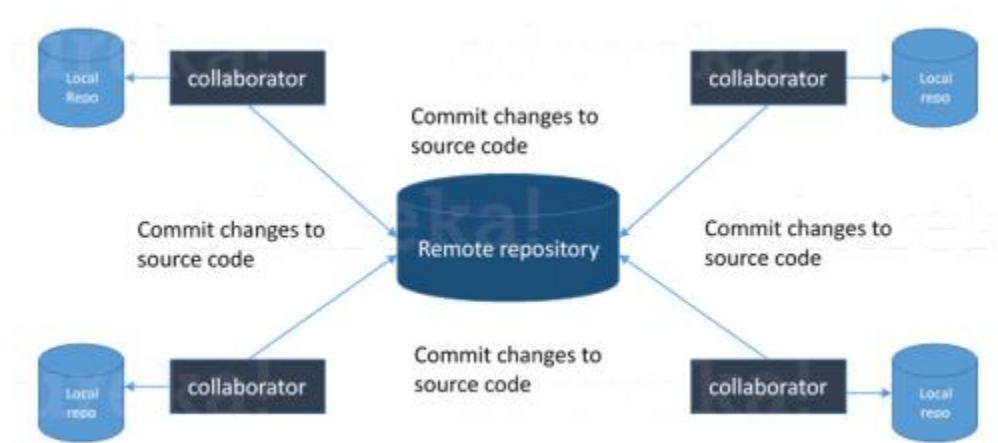 Local
Repo
collaborator
collaborator
Local
repo
Commit changes to
source code
Commit changes to
source code
Remote repository
Commit changes to
source code
Commit changes to
source code
Local
repo
collaborator
collaborator
Local
repo